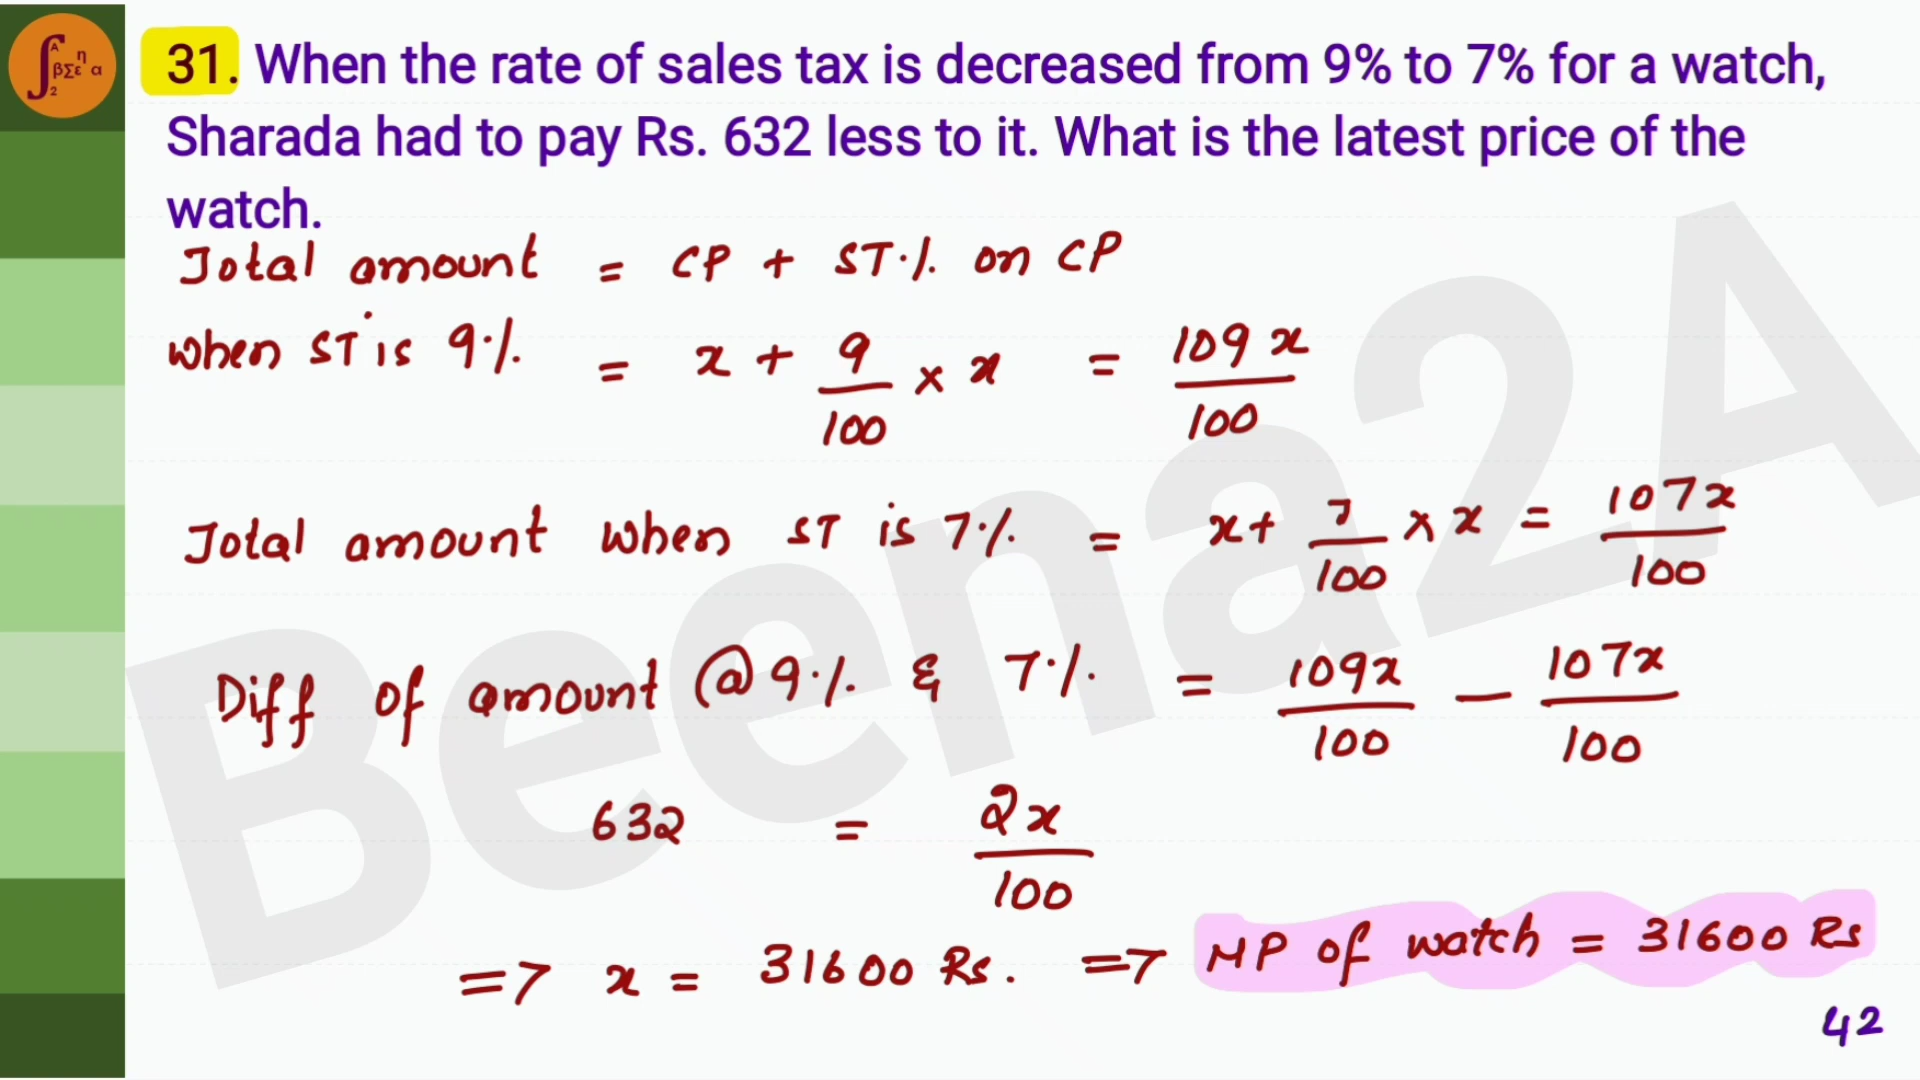 31. When the rate of sales tax is decreased from 9% to 7% for a watch,
Sharada had to pay Rs. 632 less to it. What is the latest price of the
watch.
Total amount = CP + ST% on CP
when ST is 9% = x + 9/100 × x = 109x/100
Total amount when ST is 7% = x + 7/100 × x = 107x/100
Diff of amount @ 9% & 7% = 109x/100 − 107x/100
632 = 2x/100
=> x = 31600 Rs. => MP of watch = 31600 Rs
42
Beena2A